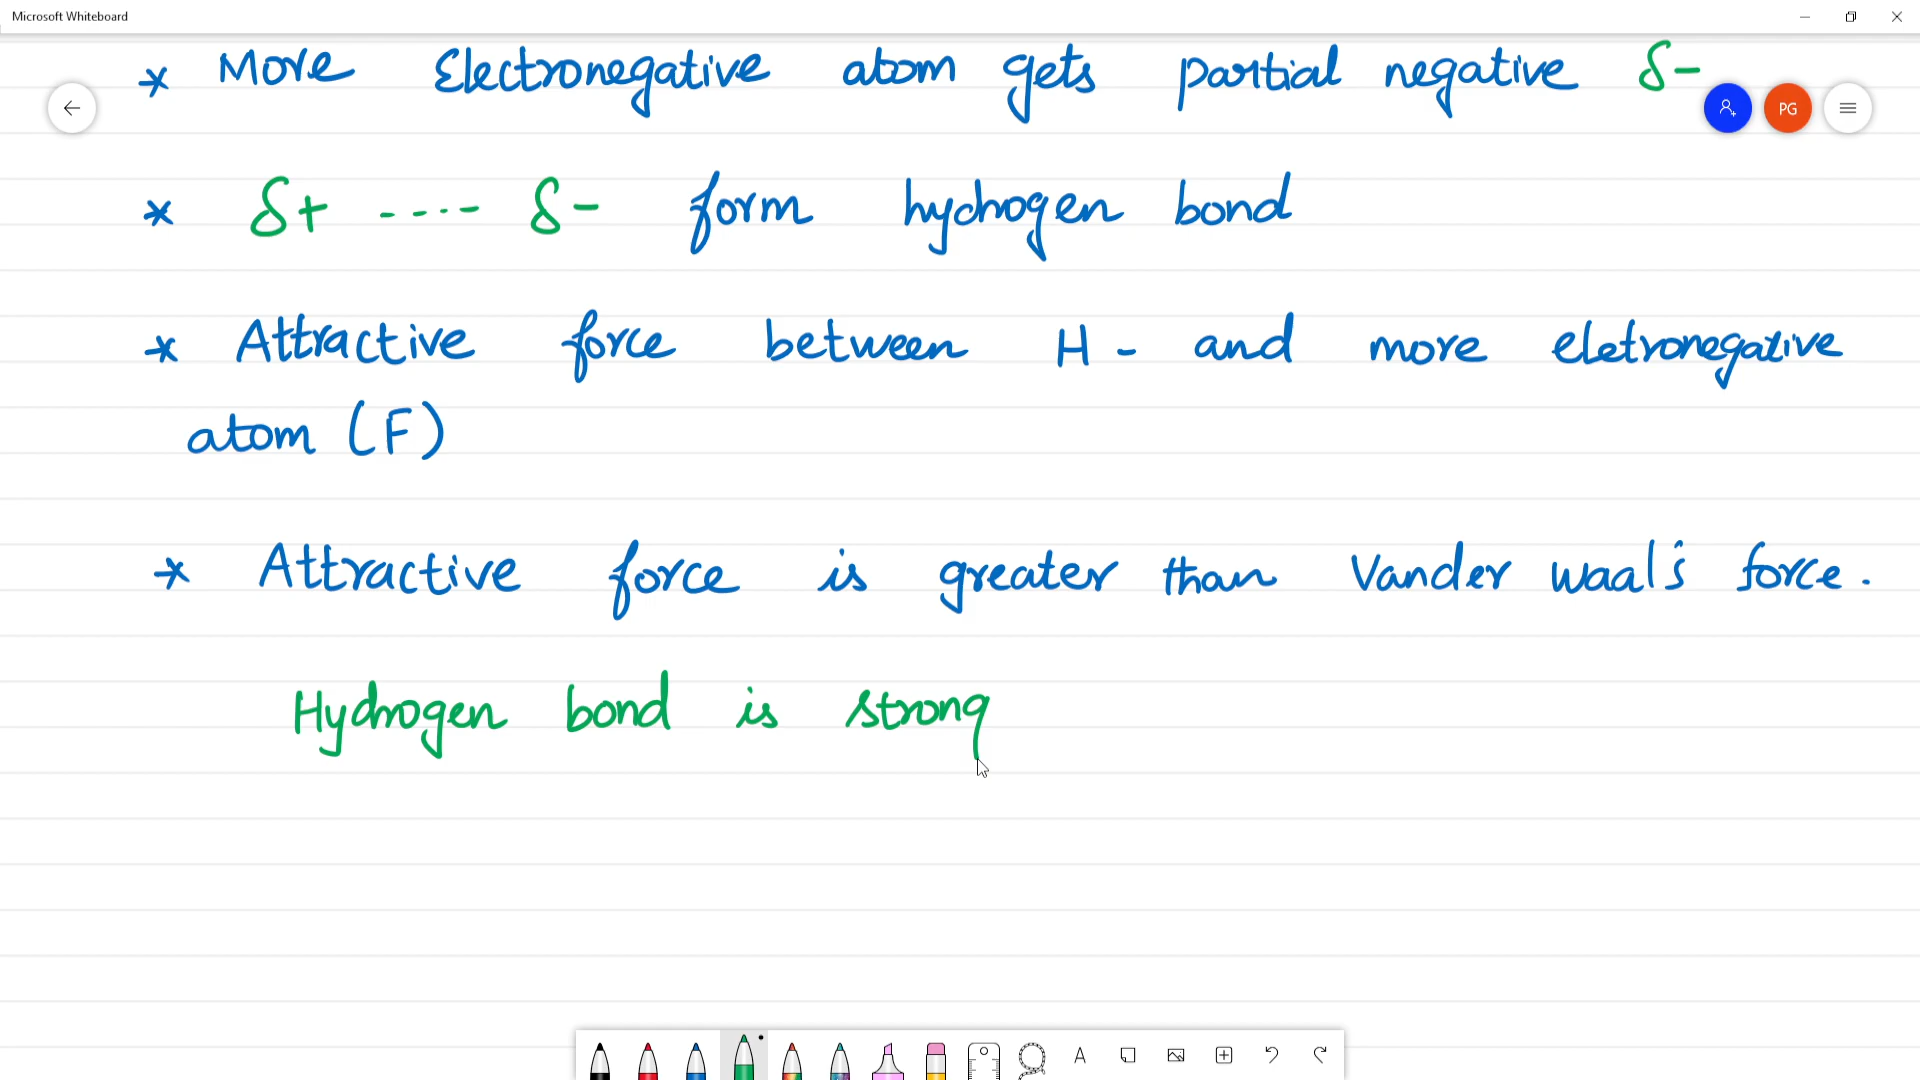 Microsoft Whiteboard
* More Electronegative atom gets partial negative δ-
PG
* δ+ ---- δ- form hydrogen bond
* Attractive force between H - and more eletronegative
atom (F)
* Attractive force is greater than Vander waal's force.
Hydrogen bond is strong
A